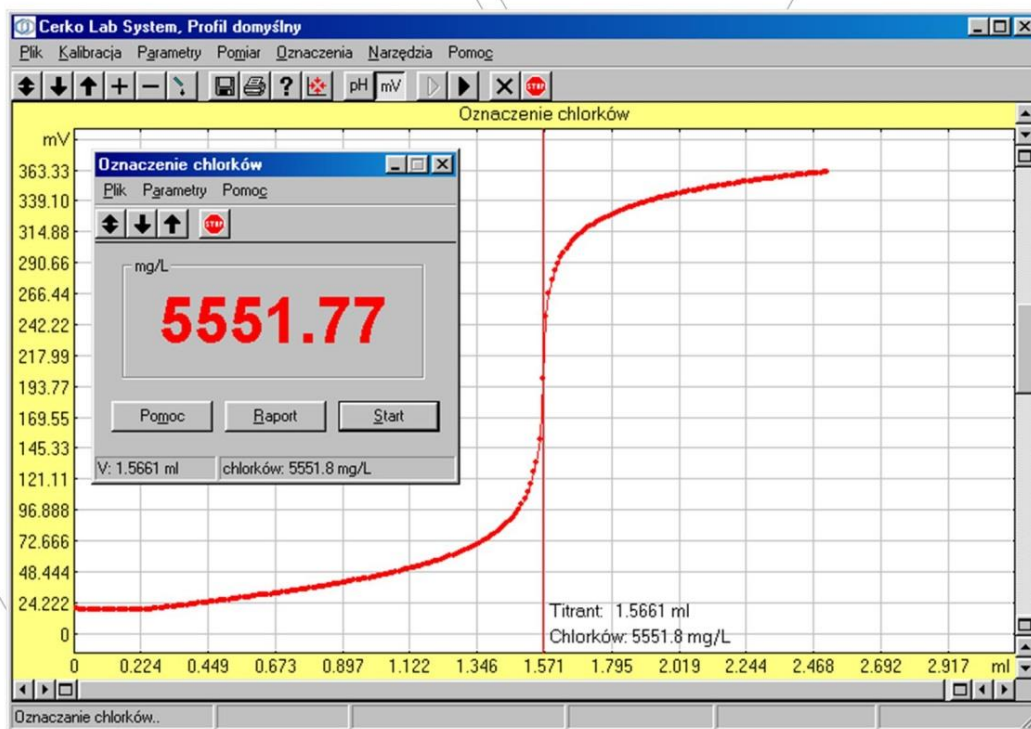 Cerko Lab System, Profil domyślny
Plik Kalibracja Parametry Pomiar Oznaczenia Narzędzia Pomoc
pH mV
STOP
Oznaczenie chlorków
mV
363.33
339.10
314.88
290.66
266.44
242.22
217.99
193.77
169.55
145.33
121.11
96.888
72.666
48.444
24.222
0
Oznaczenie chlorków
Plik Parametry Pomoc
STOP
mg/L
5551.77
Pomoc Raport Start
V: 1.5661 ml chlorków: 5551.8 mg/L
Titrant: 1.5661 ml
Chlorków: 5551.8 mg/L
0 0.224 0.449 0.673 0.897 1.122 1.346 1.571 1.795 2.019 2.244 2.468 2.692 2.917 ml
Oznaczanie chlorków..